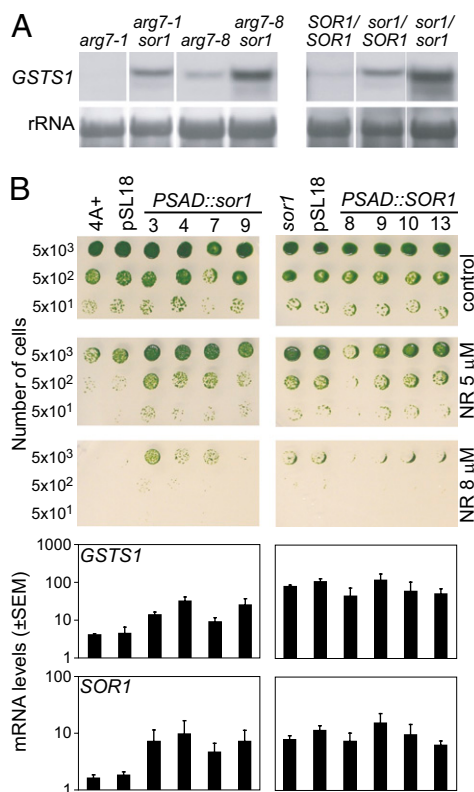 A
arg7-1 arg7-1 sor1 arg7-8 arg7-8 sor1 SOR1/SOR1 sor1/SOR1 sor1/sor1
GSTS1
rRNA
B
4A+ pSL18 PSAD::sor1 3 4 7 9 sor1 pSL18 PSAD::SOR1 8 9 10 13
Number of cells
5x10³
5x10²
5x10¹
control
5x10³
5x10²
5x10¹
NR 5 µM
5x10³
5x10²
5x10¹
NR 8 µM
mRNA levels (±SEM)
1000
100
10
1
GSTS1
100
10
1
SOR1